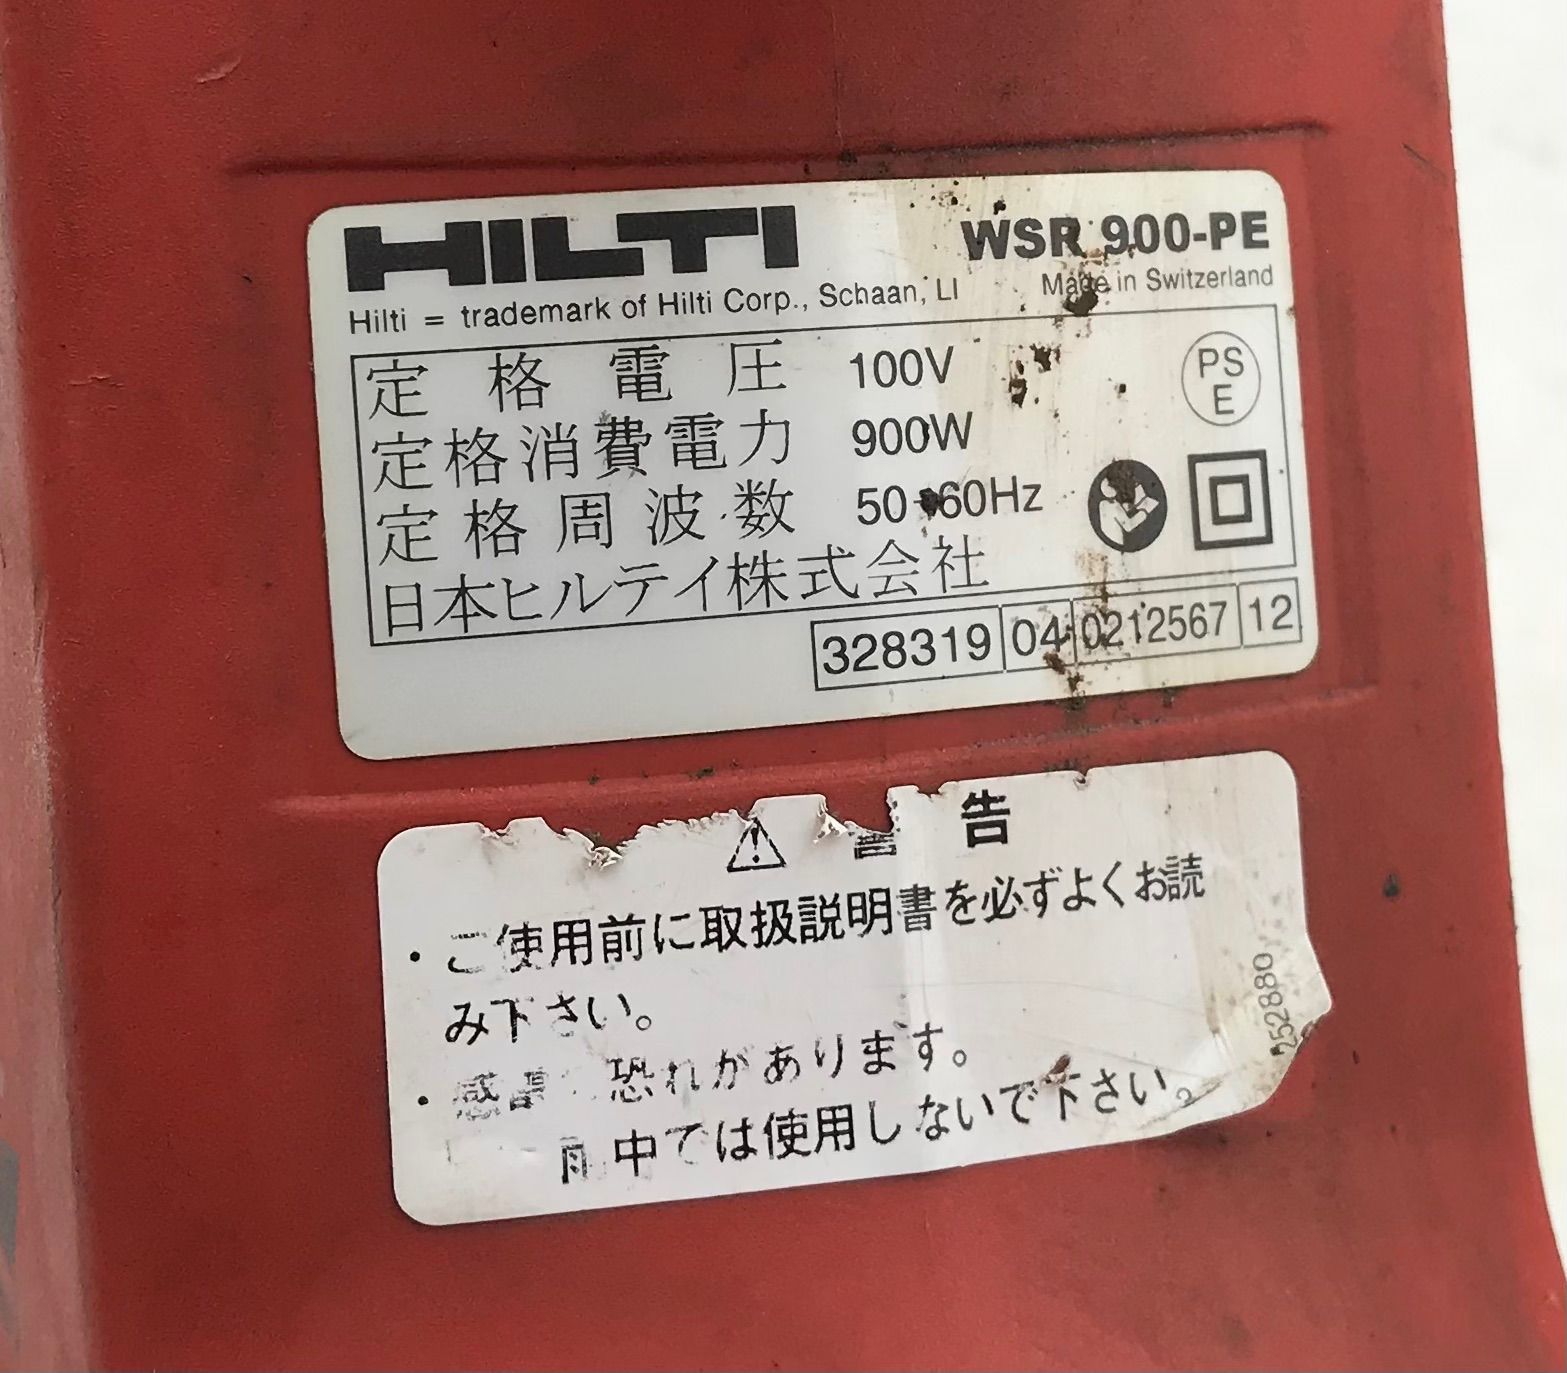 HILTI
WSR 900-PE
Hilti = trademark of Hilti Corp., Schaan, LI
Made in Switzerland
定格電圧 100V
定格消費電力 900W
定格周波数 50-60Hz
日本ヒルテイ株式会社
PS
E
328319 04 0212567 12
告
・ご使用前に取扱説明書を必ずよくお読
み下さい。
・感 恐れがあります。
雨中では使用しないで下さい。
252880